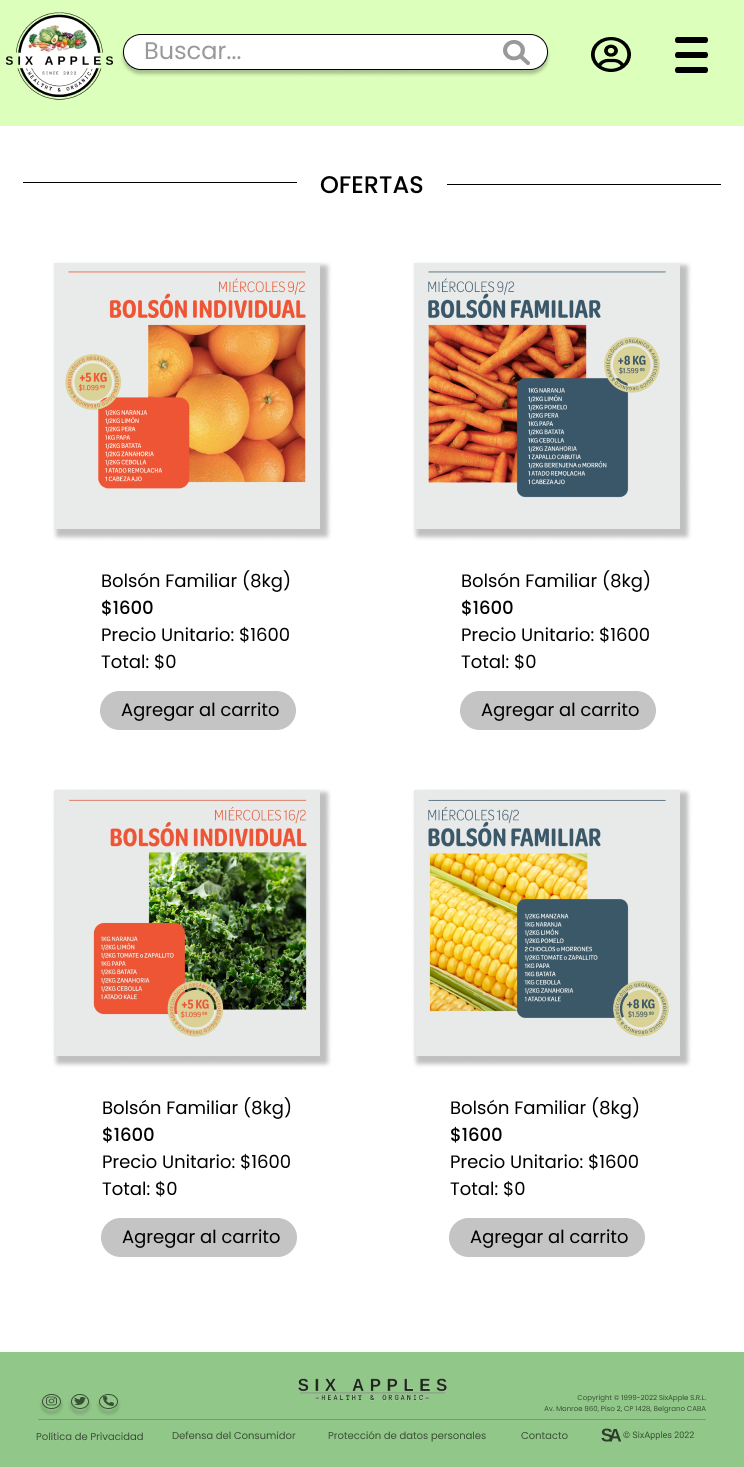 SIX APPLES
SINCE 2022
HEALTHY & ORGANIC
Buscar...
OFERTAS
MIÉRCOLES 9/2
BOLSÓN INDIVIDUAL
+5 KG
$1.099.00
1/2KG NARANJA
1/2KG LIMÓN
1/2KG PERA
1KG PAPA
1/2KG BATATA
1/2KG ZANAHORIA
1/2KG CEBOLLA
1 ATADO REMOLACHA
1 CABEZA AJO
MIÉRCOLES 9/2
BOLSÓN FAMILIAR
+8 KG
$1.599.00
1KG NARANJA
1/2KG LIMÓN
1/2KG POMELO
1/2KG PERA
1KG PAPA
1/2KG BATATA
1KG CEBOLLA
1/2KG ZANAHORIA
1 ZAPALLO CABUTIA
1/2KG BERENJENA o MORRÓN
1 ATADO REMOLACHA
1 CABEZA AJO
Bolsón Familiar (8kg)
$1600
Precio Unitario: $1600
Total: $0
Agregar al carrito
Bolsón Familiar (8kg)
$1600
Precio Unitario: $1600
Total: $0
Agregar al carrito
MIÉRCOLES 16/2
BOLSÓN INDIVIDUAL
1KG NARANJA
1/2KG LIMÓN
1/2KG TOMATE o ZAPALLITO
1KG PAPA
1/2KG BATATA
1/2KG ZANAHORIA
1/2KG CEBOLLA
1 ATADO KALE
+5 KG
$1.099.00
MIÉRCOLES 16/2
BOLSÓN FAMILIAR
1/2KG MANZANA
1KG NARANJA
1/2KG LIMÓN
1/2KG POMELO
2 CHOCLOS o MORRONES
1/2KG TOMATE o ZAPALLITO
1KG PAPA
1KG BATATA
1KG CEBOLLA
1/2KG ZANAHORIA
1 ATADO KALE
+8 KG
$1.599.00
Bolsón Familiar (8kg)
$1600
Precio Unitario: $1600
Total: $0
Agregar al carrito
Bolsón Familiar (8kg)
$1600
Precio Unitario: $1600
Total: $0
Agregar al carrito
SIX APPLES
-HEALTHY & ORGANIC-
Copyright © 1999-2022 SixApple S.R.L.
Av. Monroe 860, Piso 2, CP 1428, Belgrano CABA
Política de Privacidad
Defensa del Consumidor
Protección de datos personales
Contacto
SA © SixApples 2022